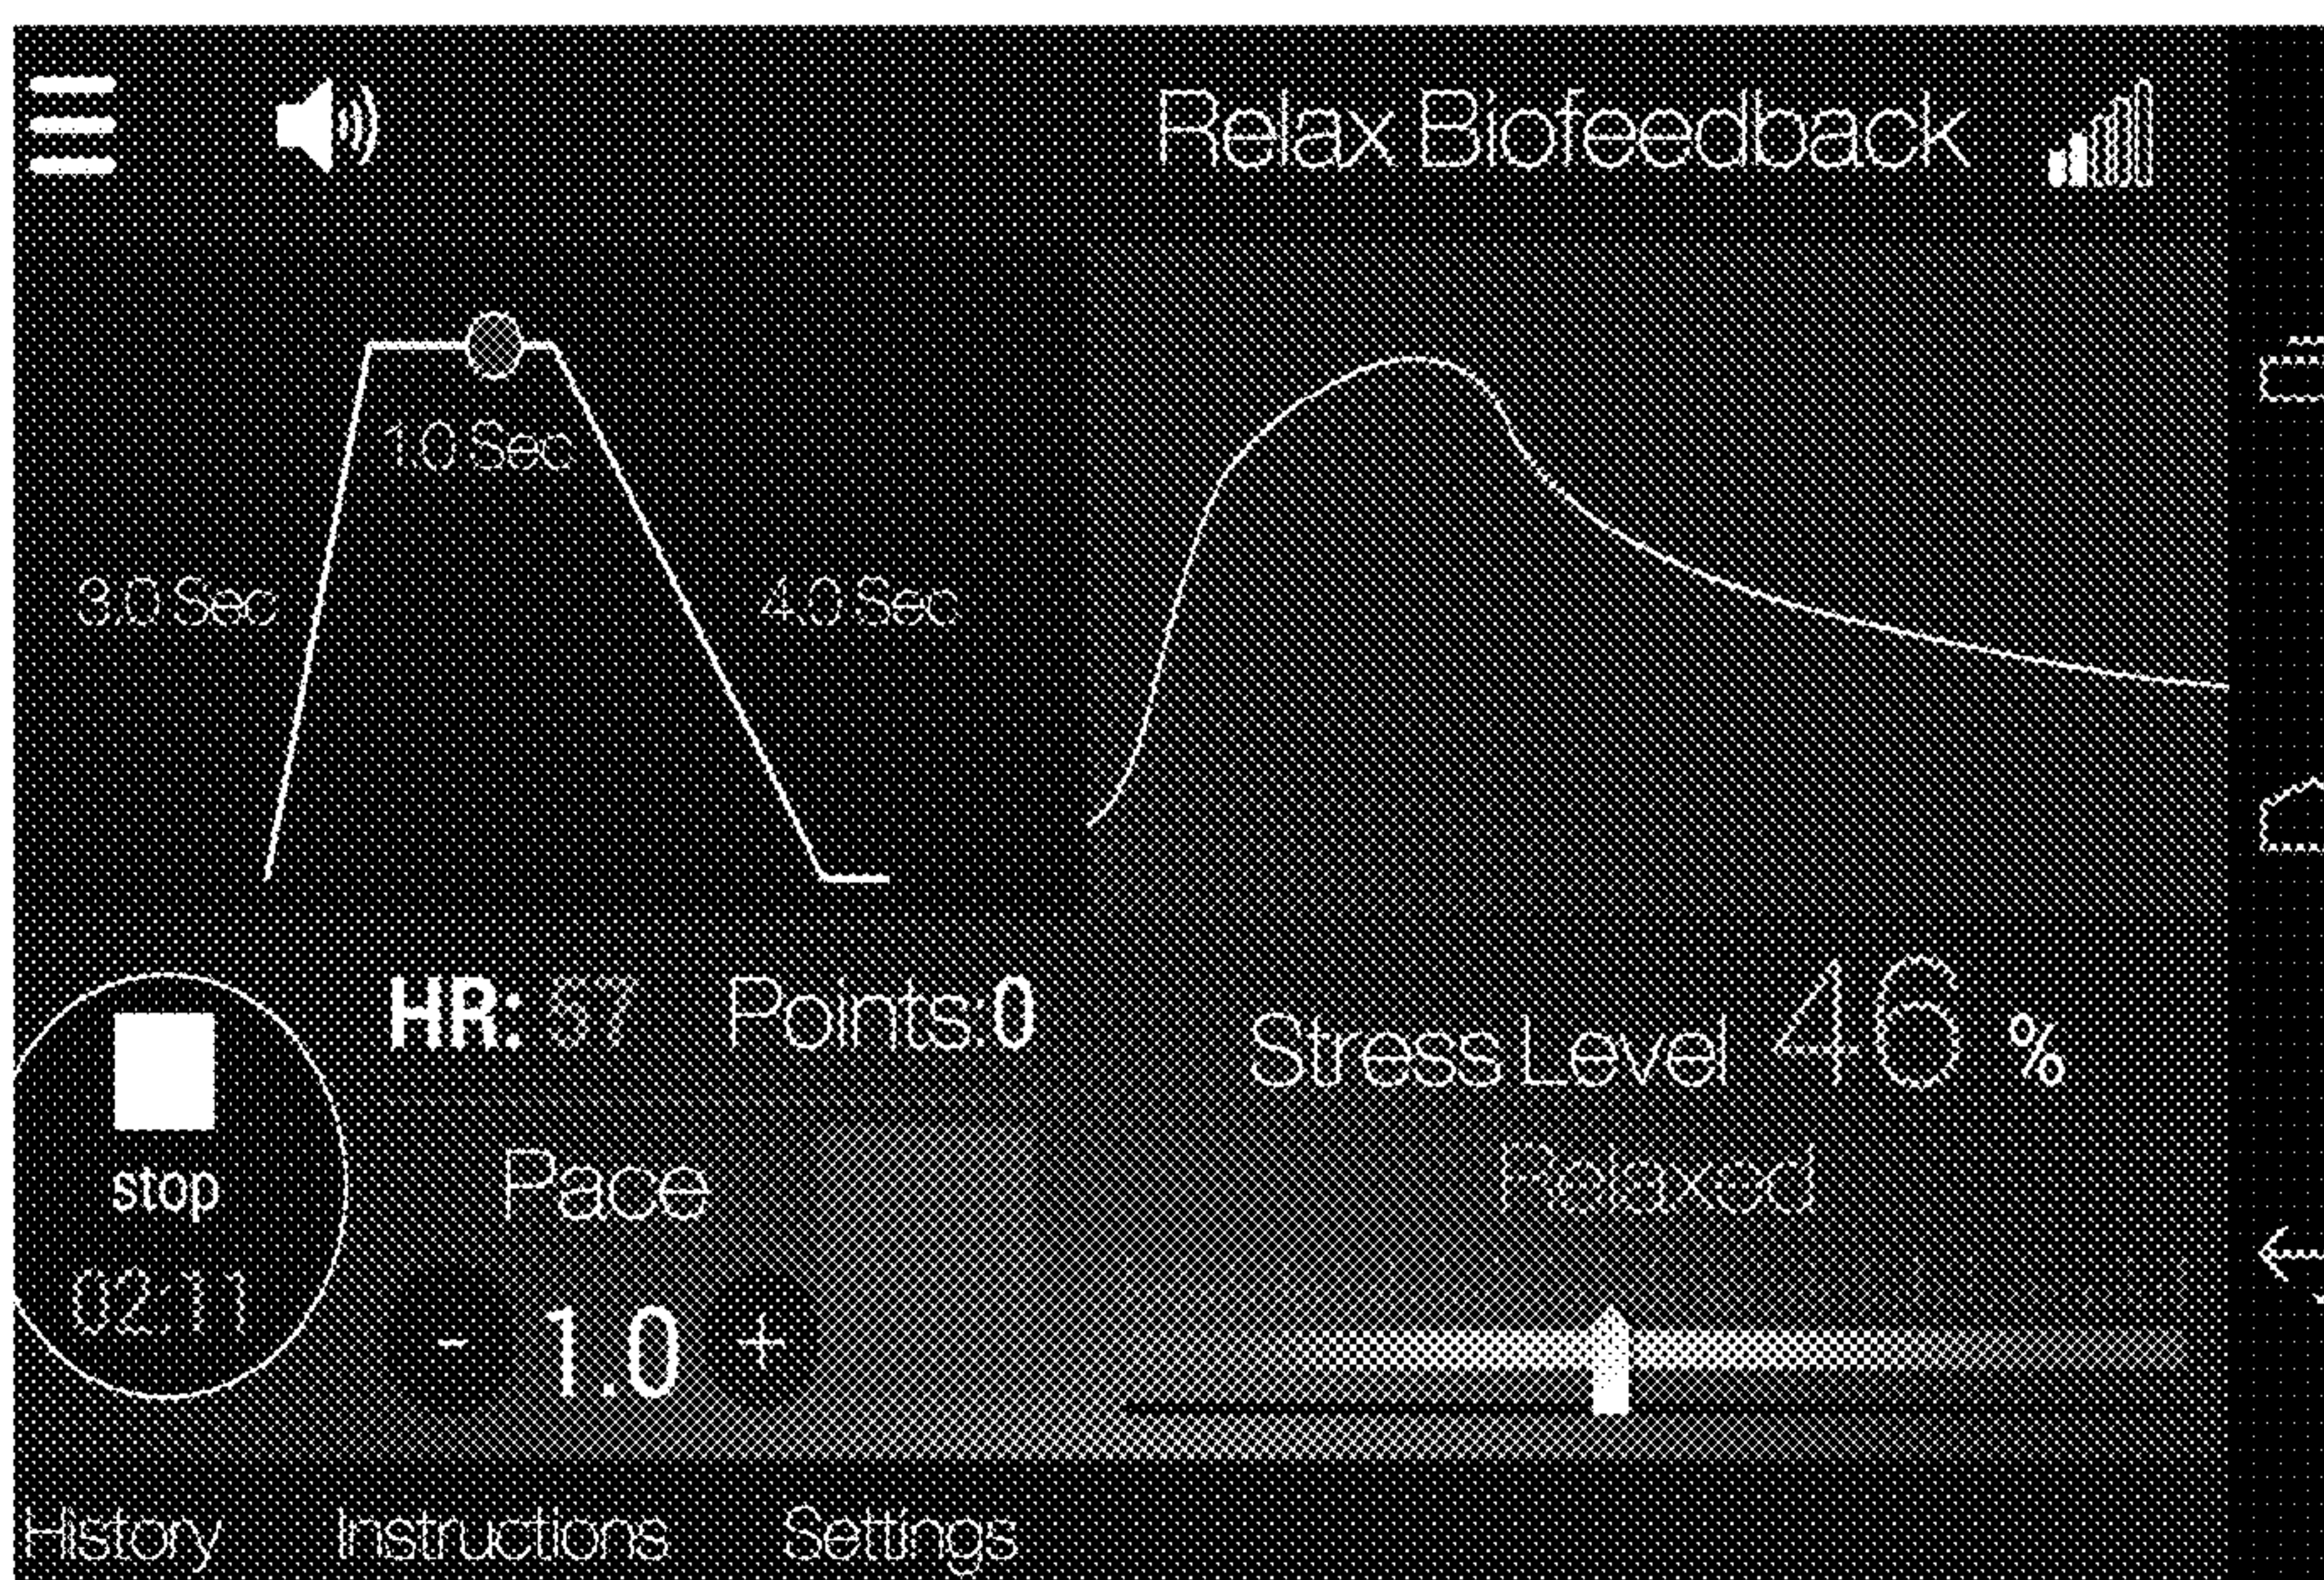 Relax Biofeedback
1.0 Sec
3.0 Sec
4.0 Sec
HR: 57 Points:0
Stress Level 46 %
stop
Pace
Relaxed
02:11
- 1.0 +
History Instructions Settings